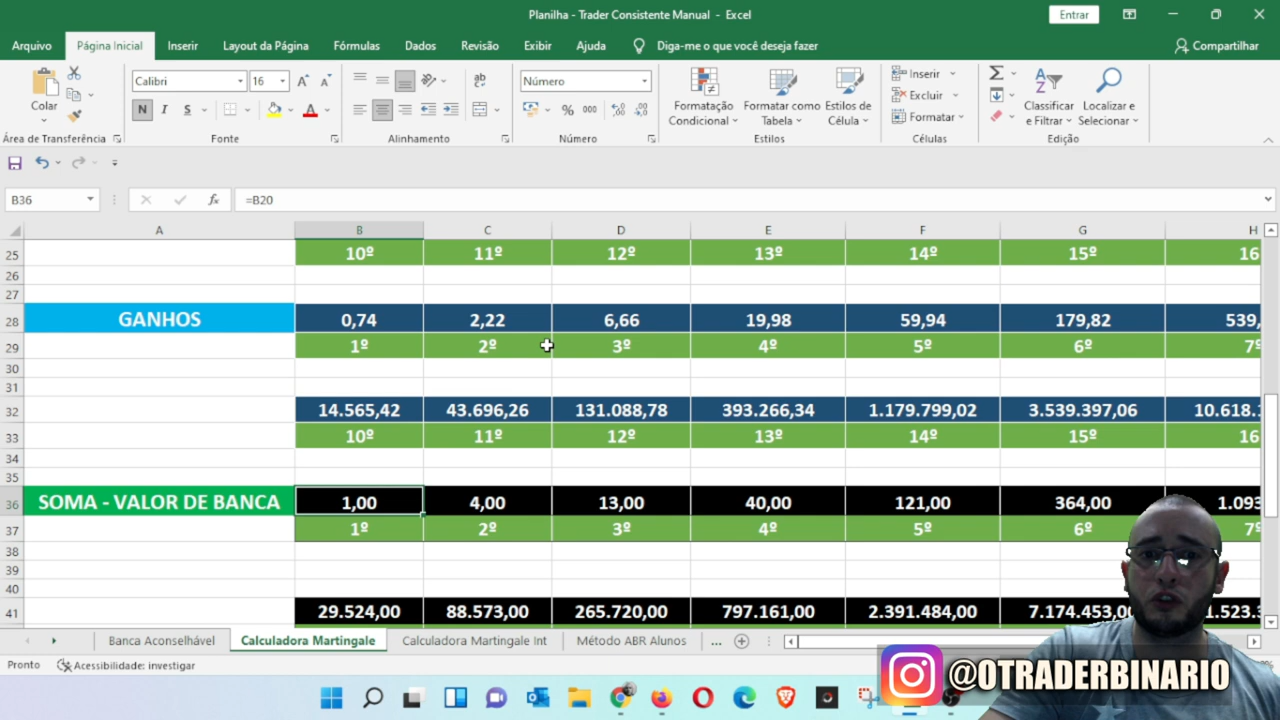 Planilha - Trader Consistente Manual - Excel
Entrar
Arquivo Página Inicial Inserir Layout da Página Fórmulas Dados Revisão Exibir Ajuda Diga-me o que você deseja fazer Compartilhar
Calibri 16 Número Inserir
Colar N I S % 000 Formatação Condicional Formatar como Tabela Estilos de Célula Excluir Classificar e Filtrar Localizar e Selecionar
Formatar
Área de Transferência Fonte Alinhamento Número Estilos Células Edição
B36 fx =B20
A B C D E F G H
25 10º 11º 12º 13º 14º 15º 16
26
27
28 GANHOS 0,74 2,22 6,66 19,98 59,94 179,82 539,
29 1º 2º 3º 4º 5º 6º 7º
30
31
32 14.565,42 43.696,26 131.088,78 393.266,34 1.179.799,02 3.539.397,06 10.618.
33 10º 11º 12º 13º 14º 15º 16
34
35
36 SOMA - VALOR DE BANCA 1,00 4,00 13,00 40,00 121,00 364,00 1.093
37 1º 2º 3º 4º 5º 6º 7º
38
39
40
41 29.524,00 88.573,00 265.720,00 797.161,00 2.391.484,00 7.174.453,0 .523.
Banca Aconselhável Calculadora Martingale Calculadora Martingale Int Método ABR Alunos ...
Pronto Acessibilidade: investigar
@OTRADERBINARIO